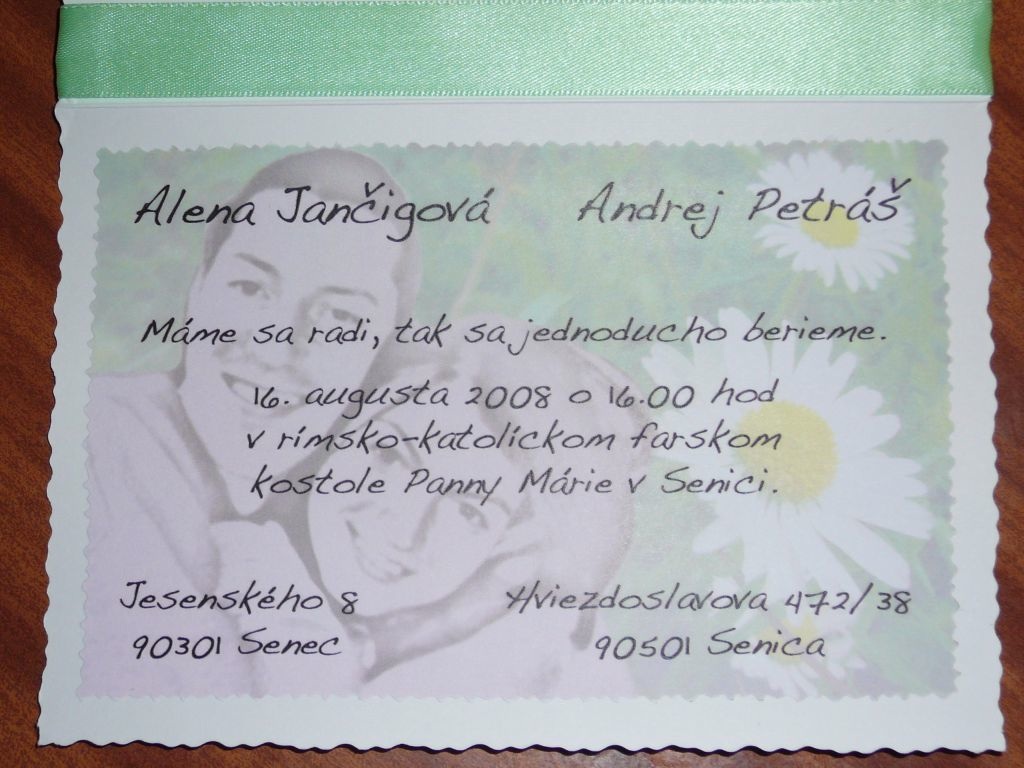 Alena Jančigová Andrej Petráš
Máme sa radi, tak sa jednoducho berieme.
16. augusta 2008 o 16.00 hod
v rímsko-katolíckom farskom
kostole Panny Márie v Senici.
Jesenského 8 Hviezdoslavova 472/38
90301 Senec 90501 Senica